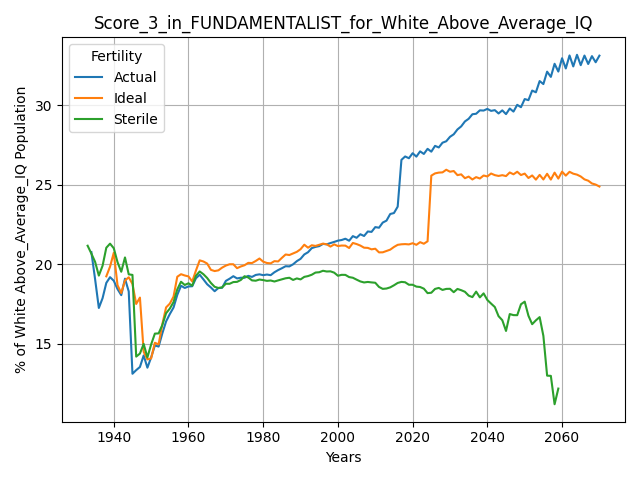 Score_3_in_FUNDAMENTALIST_for_White_Above_Average_IQ
Fertility
Actual
Ideal
Sterile
% of White Above_Average_IQ Population
30
25
20
15
1940 1960 1980 2000 2020 2040 2060
Years